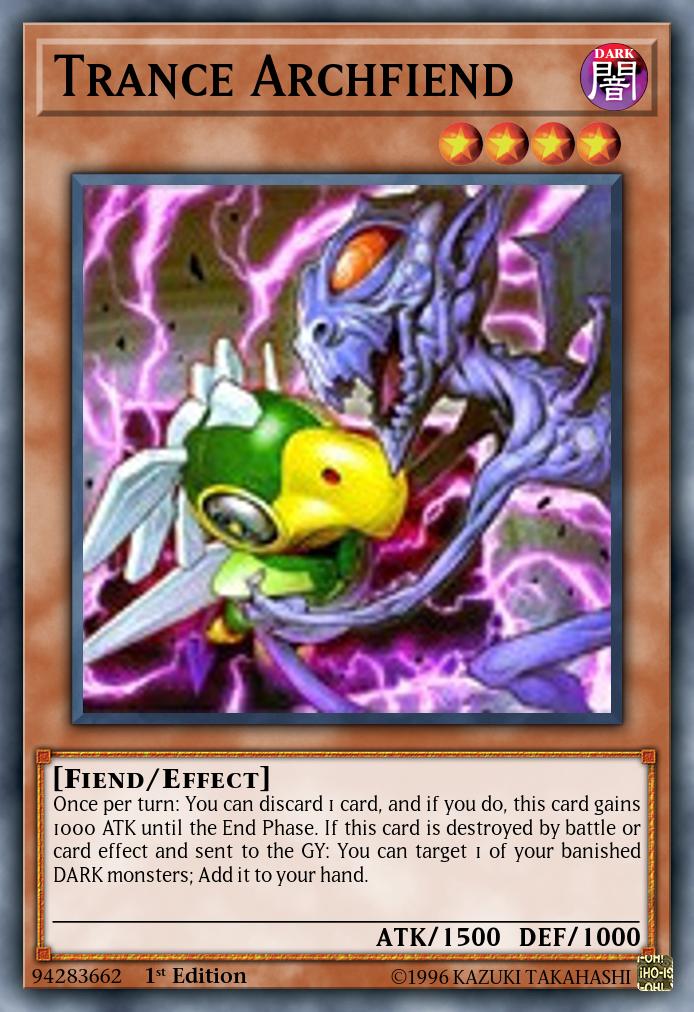 TRANCE ARCHFIEND
DARK
闇
[FIEND/EFFECT]
Once per turn: You can discard 1 card, and if you do, this card gains
1000 ATK until the End Phase. If this card is destroyed by battle or
card effect and sent to the GY: You can target 1 of your banished
DARK monsters; Add it to your hand.
ATK/1500 DEF/1000
94283662 1st Edition ©1996 KAZUKI TAKAHASHI